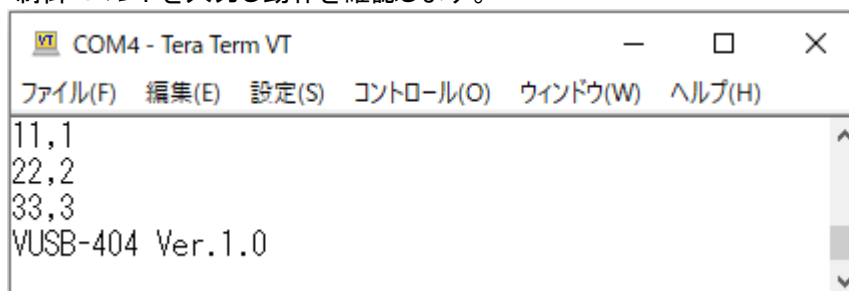 COM4 - Tera Term VT
ファイル(F) 編集(E) 設定(S) コントロール(O) ウィンドウ(W) ヘルプ(H)
11,1
22,2
33,3
VUSB-404 Ver.1.0